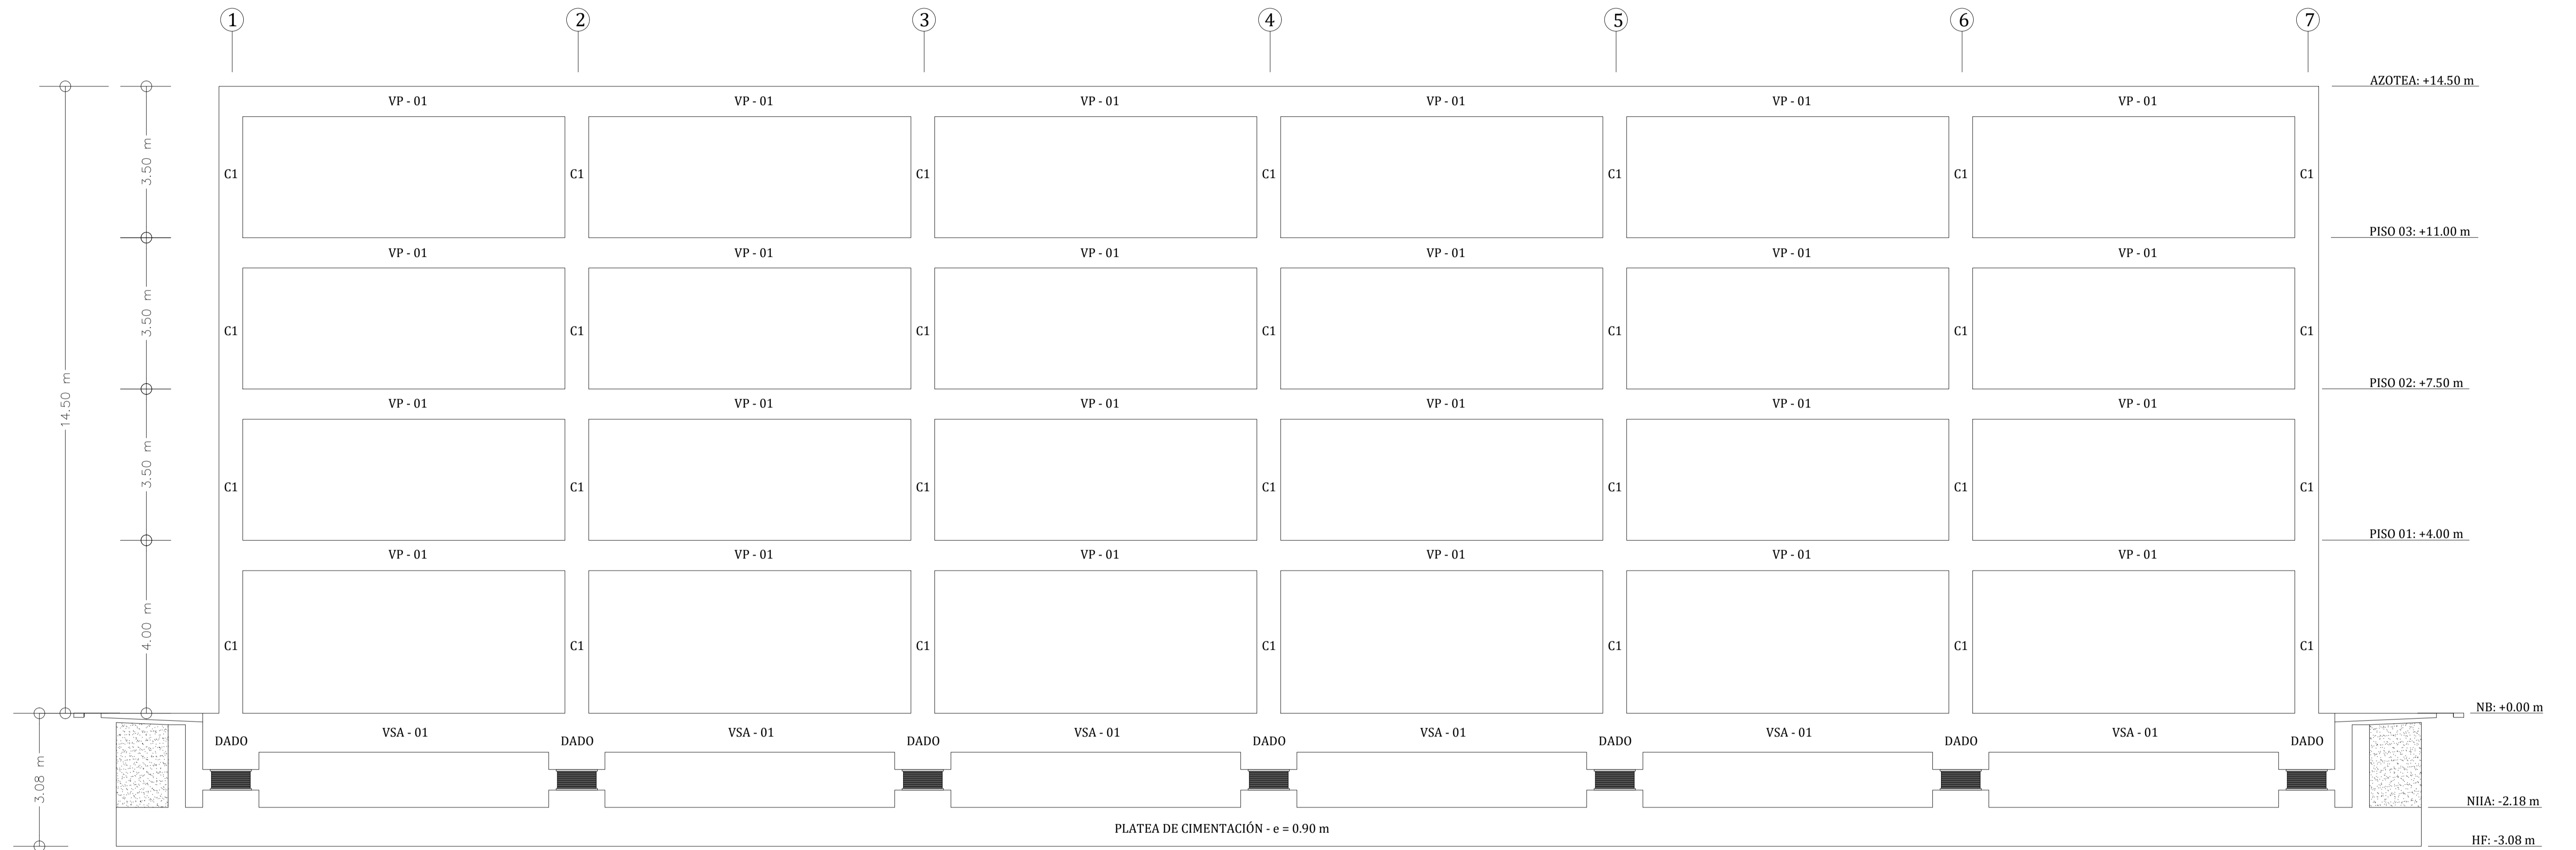 1 2 3 4 5 6 7
AZOTEA: +14.50 m
VP - 01 VP - 01 VP - 01 VP - 01 VP - 01 VP - 01
3.50 m
C1 C1 C1 C1 C1 C1 C1
PISO 03: +11.00 m
VP - 01 VP - 01 VP - 01 VP - 01 VP - 01 VP - 01
3.50 m
C1 C1 C1 C1 C1 C1 C1
PISO 02: +7.50 m
14.50 m
VP - 01 VP - 01 VP - 01 VP - 01 VP - 01 VP - 01
3.50 m
C1 C1 C1 C1 C1 C1 C1
PISO 01: +4.00 m
VP - 01 VP - 01 VP - 01 VP - 01 VP - 01 VP - 01
4.00 m
C1 C1 C1 C1 C1 C1 C1
NB: +0.00 m
VSA - 01 VSA - 01 VSA - 01 VSA - 01 VSA - 01 VSA - 01
DADO DADO DADO DADO DADO DADO DADO
3.08 m
NIIA: -2.18 m
PLATEA DE CIMENTACIÓN - e = 0.90 m
HF: -3.08 m